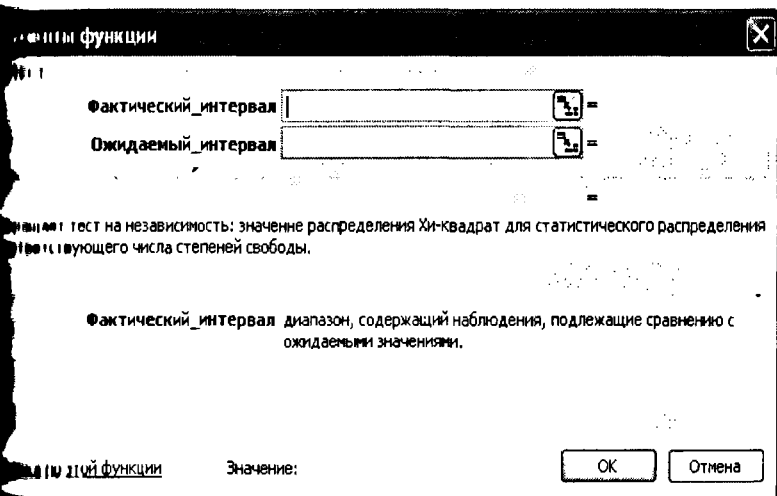 функции
Фактический_интервал =
Ожидаемый_интервал =
=
тест на независимость: значение распределения Хи-квадрат для статистического распределения
числа степеней свободы.
Фактический_интервал диапазон, содержащий наблюдения, подлежащие сравнению с
ожидаемыми значениями.
функции Значение: OK Отмена